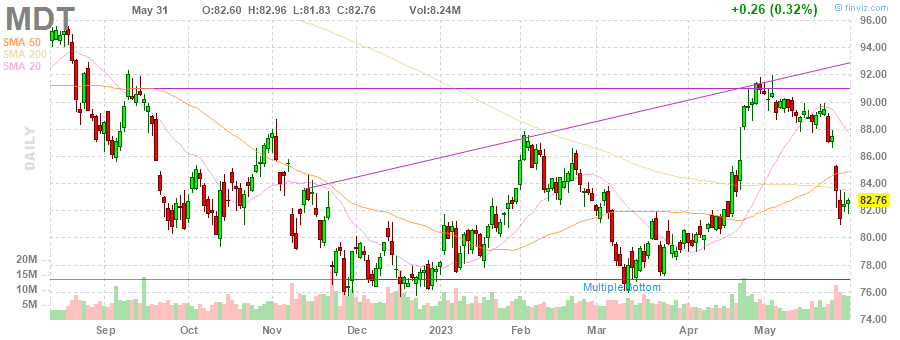 MDT May 31 O:82.60 H:82.96 L:81.83 C:82.76 Vol:8.24M +0.26 (0.32%) © finviz.com
SMA 50
SMA 200
SMA 20
DAILY
96.00
94.00
92.00
90.00
88.00
86.00
84.00
82.76
82.00
80.00
78.00
76.00
74.00
20M
15M
10M
5M
Multiple Bottom
Sep Oct Nov Dec 2023 Feb Mar Apr May